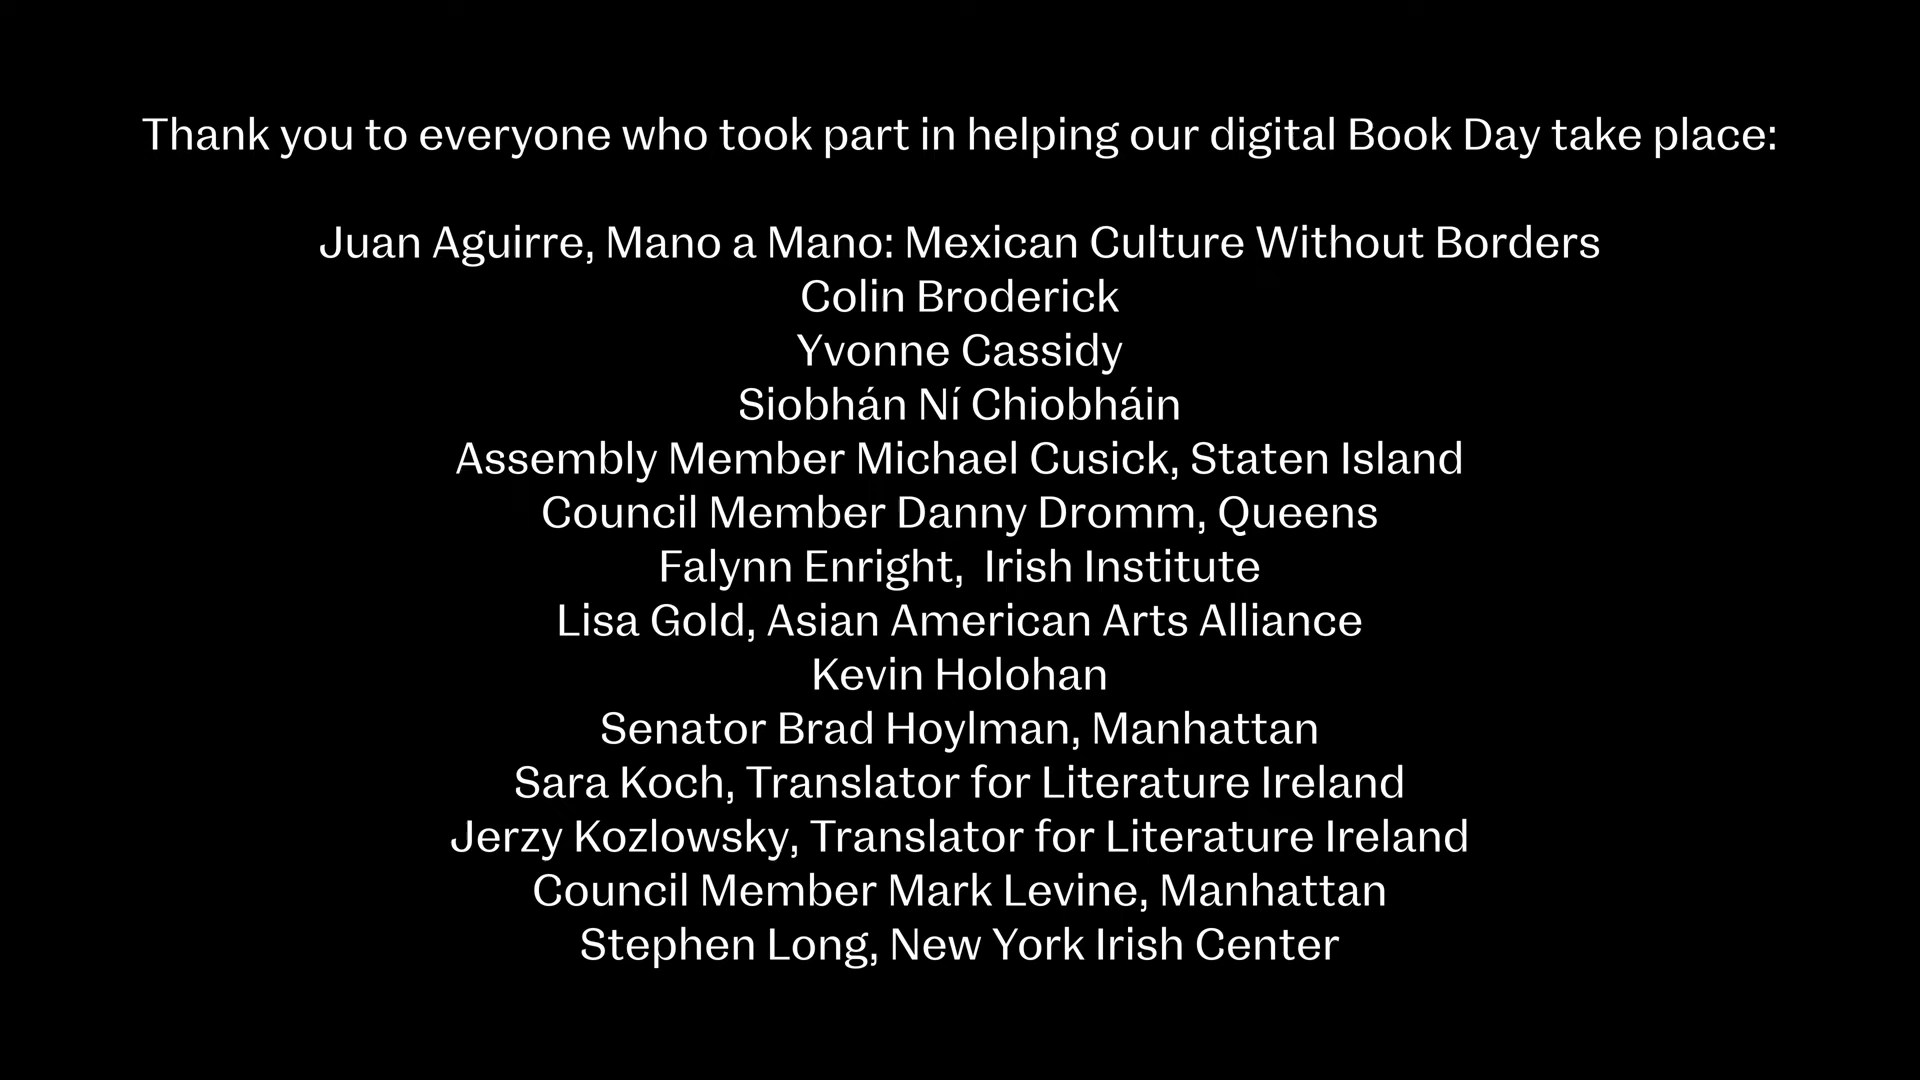 Thank you to everyone who took part in helping our digital Book Day take place:
Juan Aguirre, Mano a Mano: Mexican Culture Without Borders
Colin Broderick
Yvonne Cassidy
Siobhán Ní Chiobháin
Assembly Member Michael Cusick, Staten Island
Council Member Danny Dromm, Queens
Falynn Enright,  Irish Institute
Lisa Gold, Asian American Arts Alliance
Kevin Holohan
Senator Brad Hoylman, Manhattan
Sara Koch, Translator for Literature Ireland
Jerzy Kozlowsky, Translator for Literature Ireland
Council Member Mark Levine, Manhattan
Stephen Long, New York Irish Center